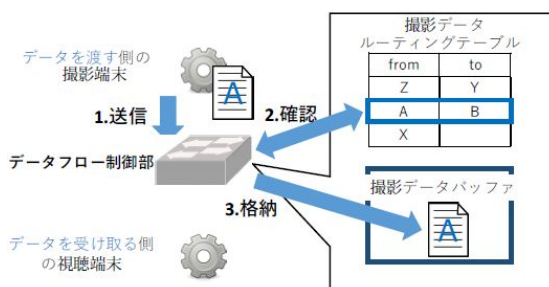 撮影データ
ルーティングテーブル
from to
Z Y
A B
X
データを渡す側の
撮影端末
A
1.送信
2.確認
データフロー制御部
撮影データバッファ
A
3.格納
データを受け取る側
の視聴端末